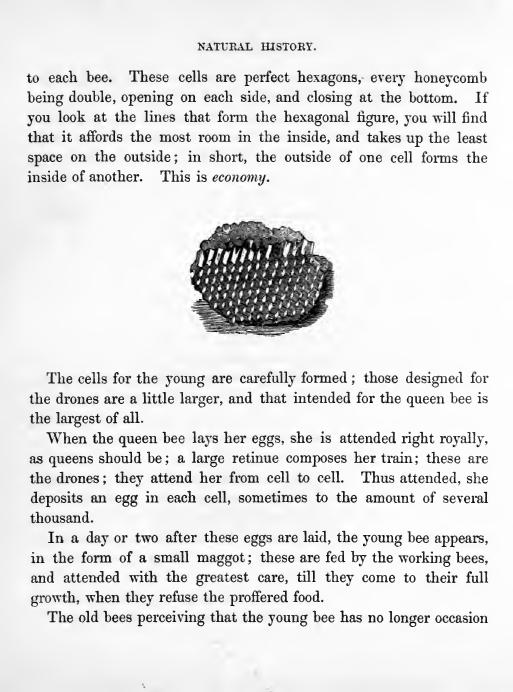 NATURAL HISTORY.
to each bee. These cells are perfect hexagons, every honeycomb
being double, opening on each side, and closing at the bottom. If
you look at the lines that form the hexagonal figure, you will find
that it affords the most room in the inside, and takes up the least
space on the outside; in short, the outside of one cell forms the
inside of another. This is economy.
The cells for the young are carefully formed; those designed for
the drones are a little larger, and that intended for the queen bee is
the largest of all.
When the queen bee lays her eggs, she is attended right royally,
as queens should be; a large retinue composes her train; these are
the drones; they attend her from cell to cell. Thus attended, she
deposits an egg in each cell, sometimes to the amount of several
thousand.
In a day or two after these eggs are laid, the young bee appears,
in the form of a small maggot; these are fed by the working bees,
and attended with the greatest care, till they come to their full
growth, when they refuse the proffered food.
The old bees perceiving that the young bee has no longer occasion